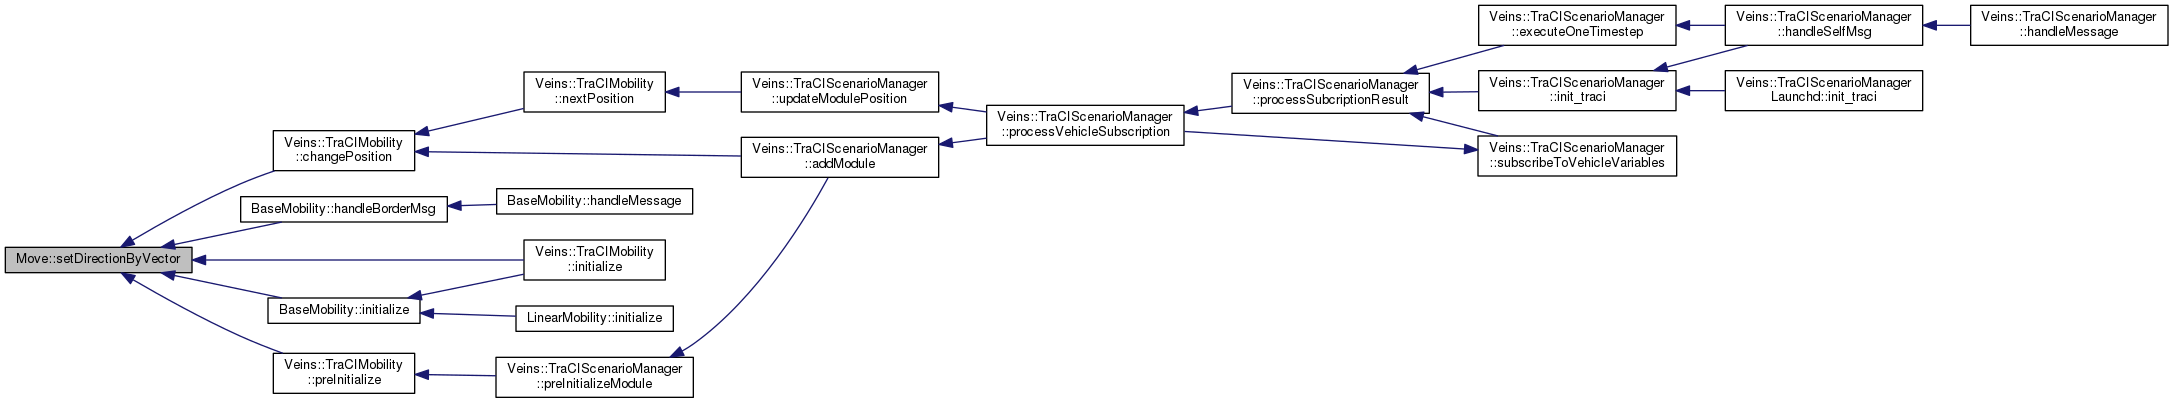 Move::setDirectionByVector
Veins::TraCIMobility
::changePosition
BaseMobility::handleBorderMsg
BaseMobility::initialize
Veins::TraCIMobility
::preInitialize
Veins::TraCIMobility
::nextPosition
BaseMobility::handleMessage
Veins::TraCIMobility
::initialize
LinearMobility::initialize
Veins::TraCIScenarioManager
::preInitializeModule
Veins::TraCIScenarioManager
::updateModulePosition
Veins::TraCIScenarioManager
::addModule
Veins::TraCIScenarioManager
::processVehicleSubscription
Veins::TraCIScenarioManager
::processSubcriptionResult
Veins::TraCIScenarioManager
::executeOneTimestep
Veins::TraCIScenarioManager
::init_traci
Veins::TraCIScenarioManager
::subscribeToVehicleVariables
Veins::TraCIScenarioManager
::handleSelfMsg
Veins::TraCIScenarioManager
Launchd::init_traci
Veins::TraCIScenarioManager
::handleMessage